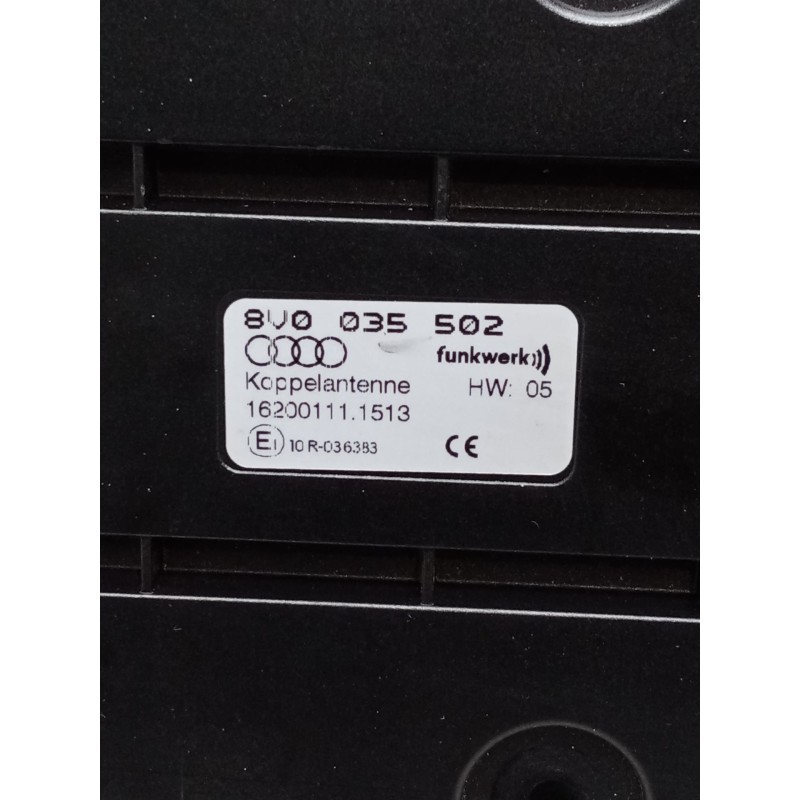 8V0 035 502
funkwerk
Koppelantenne HW: 05
16200111.1513
E1 10 R-036383 CE